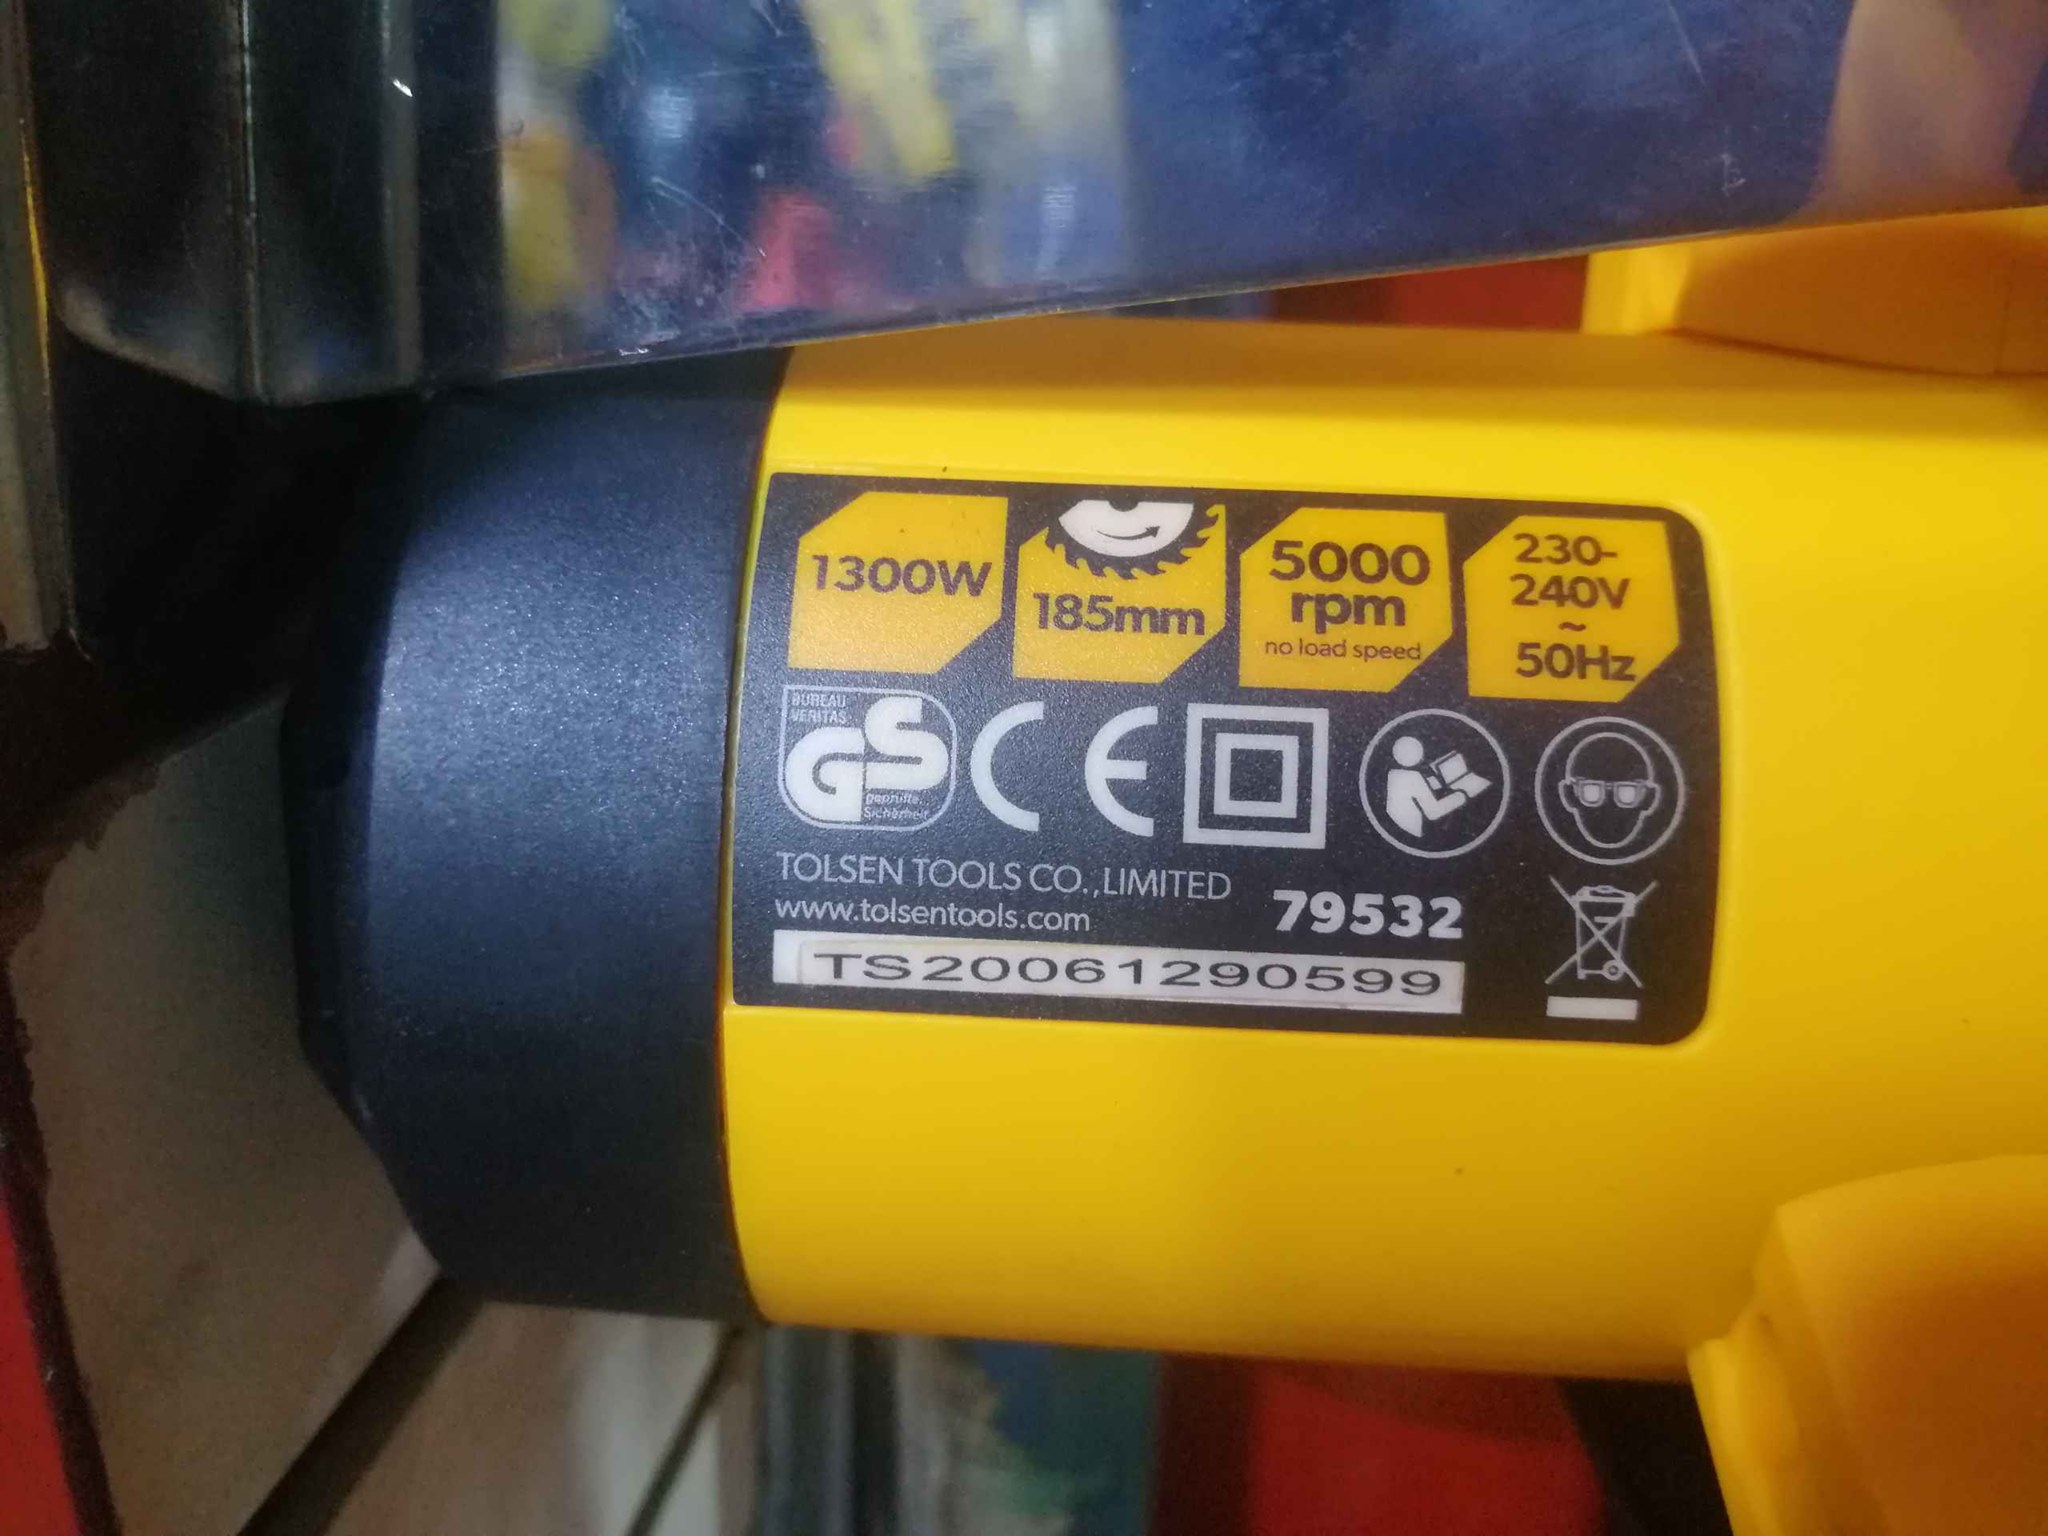 1300W
185mm
5000
rpm
no load speed
230-
240V
~
50Hz
BUREAU
VERITAS
GS
geprüfte
Sicherheit
CE
TOLSEN TOOLS CO.,LIMITED
www.tolsentools.com
79532
TS20061290599